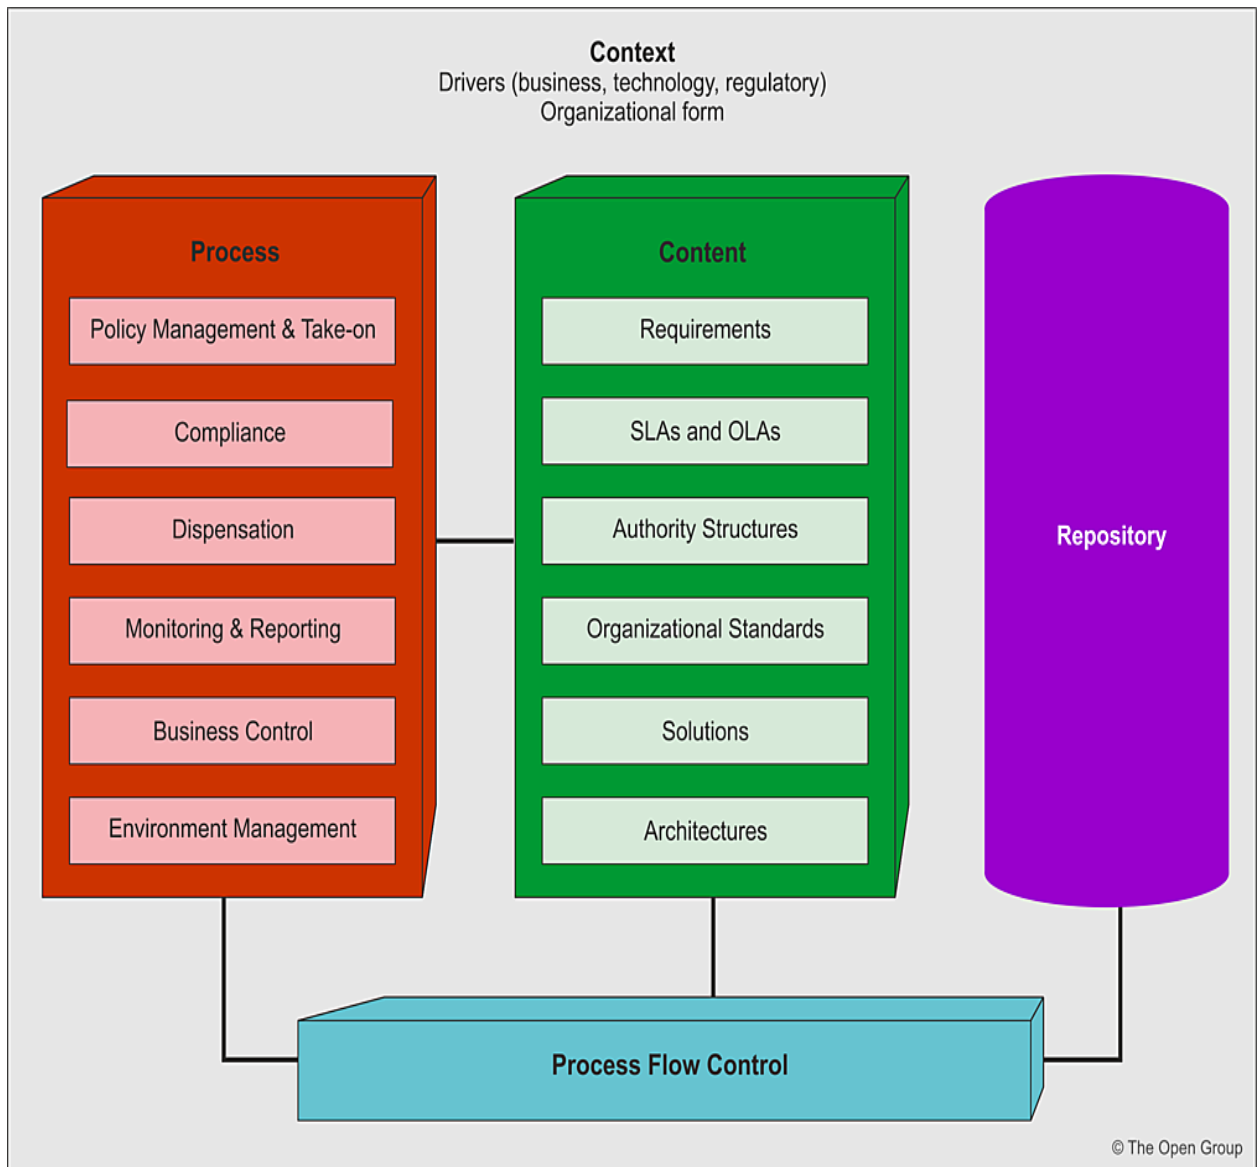 Context
Drivers (business, technology, regulatory)
Organizational form
Process
Policy Management & Take-on
Compliance
Dispensation
Monitoring & Reporting
Business Control
Environment Management
Content
Requirements
SLAs and OLAs
Authority Structures
Organizational Standards
Solutions
Architectures
Repository
Process Flow Control
© The Open Group